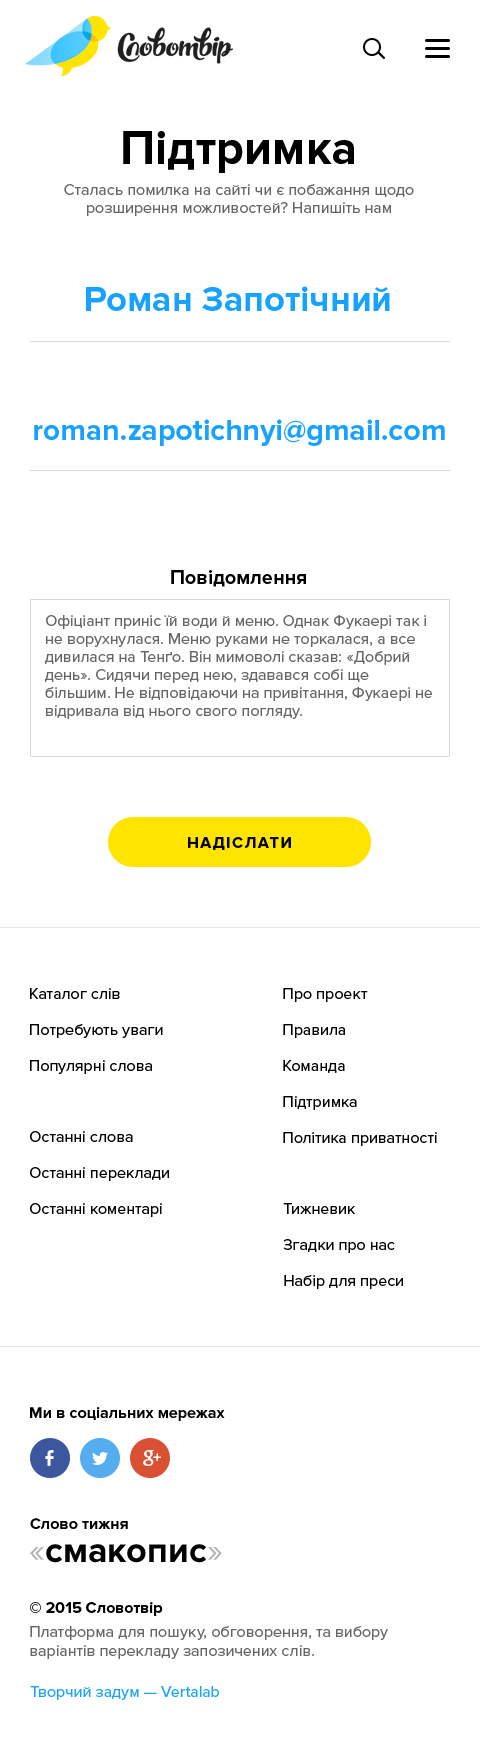 Словотвір
Підтримка
Сталась помилка на сайті чи є побажання щодо
розширення можливостей? Напишіть нам
Роман Запотічний
roman.zapotichnyi@gmail.com
Повідомлення
Офіціант приніс їй води й меню. Однак Фукаері так і
не ворухнулася. Меню руками не торкалася, а все
дивилася на Тенґо. Він мимоволі сказав: «Добрий
день». Сидячи перед нею, здавався собі ще
більшим. Не відповідаючи на привітання, Фукаері не
відривала від нього свого погляду.
НАДІСЛАТИ
Каталог слів
Потребують уваги
Популярні слова
Останні слова
Останні переклади
Останні коментарі
Про проект
Правила
Команда
Підтримка
Політика приватності
Тижневик
Згадки про нас
Набір для преси
Ми в соціальних мережах
f
g+
Слово тижня
«смакопис»
© 2015 Словотвір
Платформа для пошуку, обговорення, та вибору
варіантів перекладу запозичених слів.
Творчий задум — Vertalab